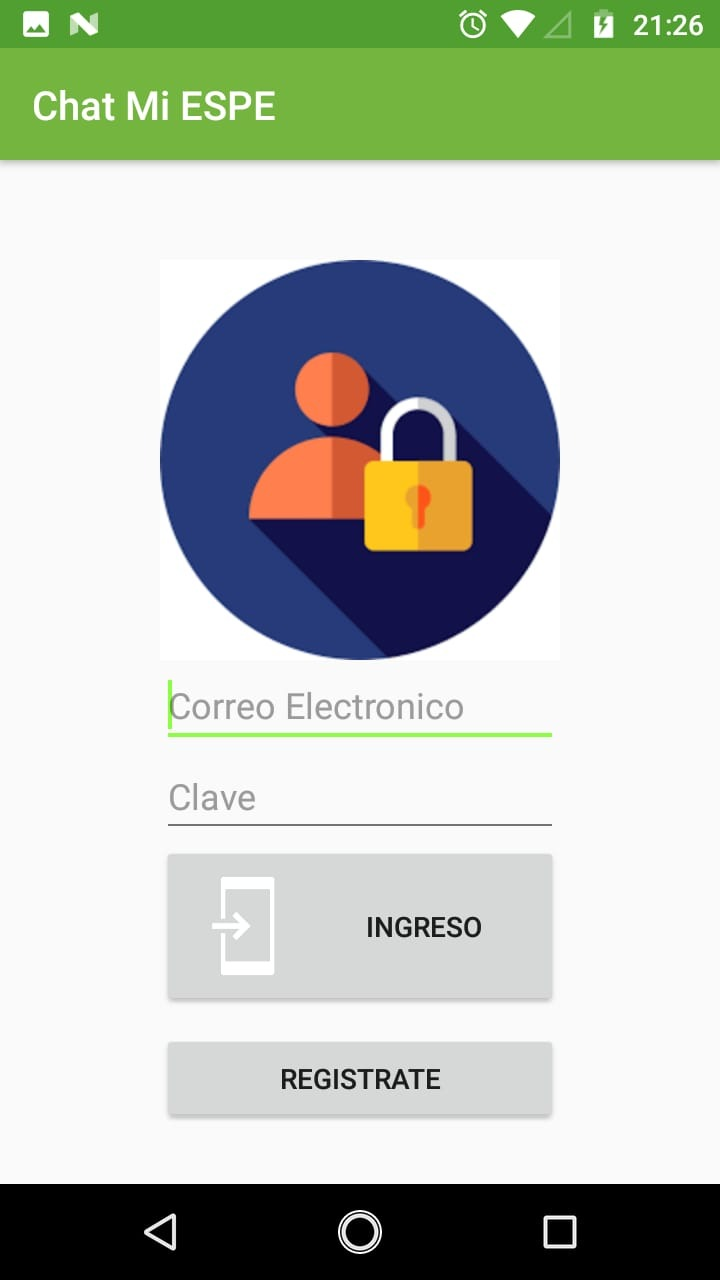 21:26
Chat Mi ESPE
Correo Electronico
Clave
INGRESO
REGISTRATE